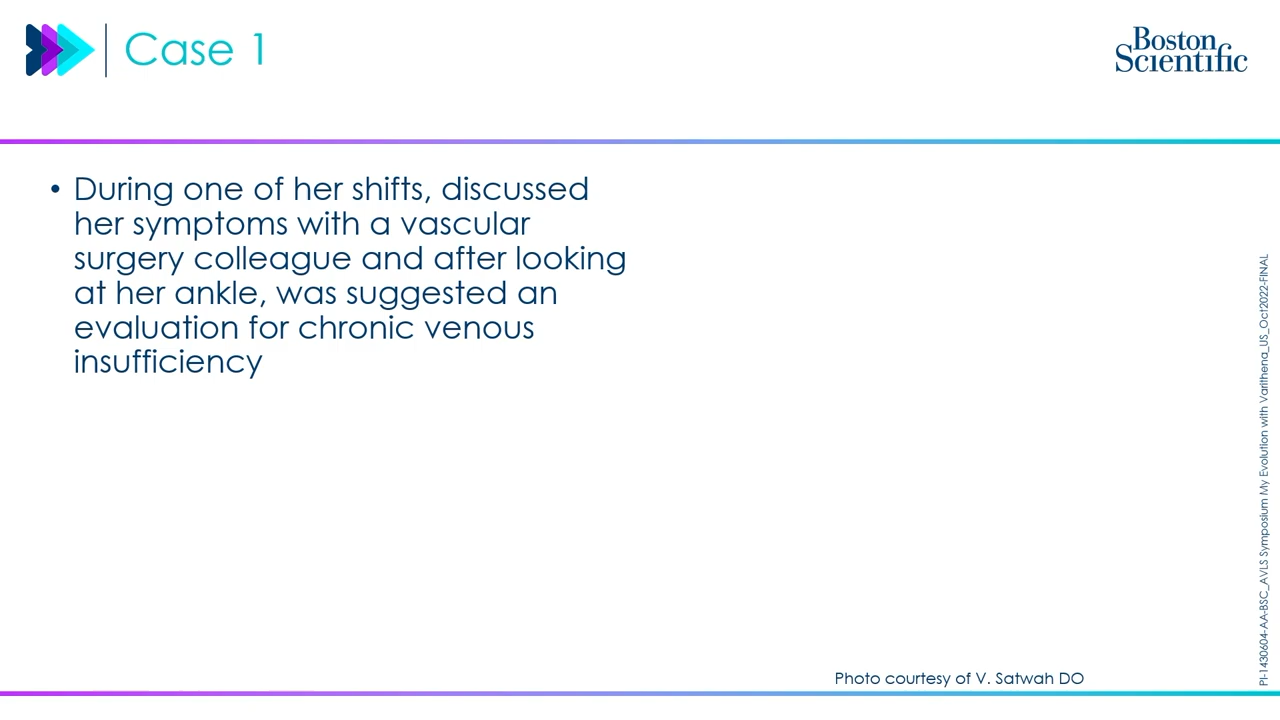 Case 1
Boston
Scientific
• During one of her shifts, discussed
her symptoms with a vascular
surgery colleague and after looking
at her ankle, was suggested an
evaluation for chronic venous
insufficiency
Photo courtesy of V. Satwah DO
PI-1430604-AA-BSC_AVLS Symposium My Evolution with Varithena_US_Oct2022-FINAL